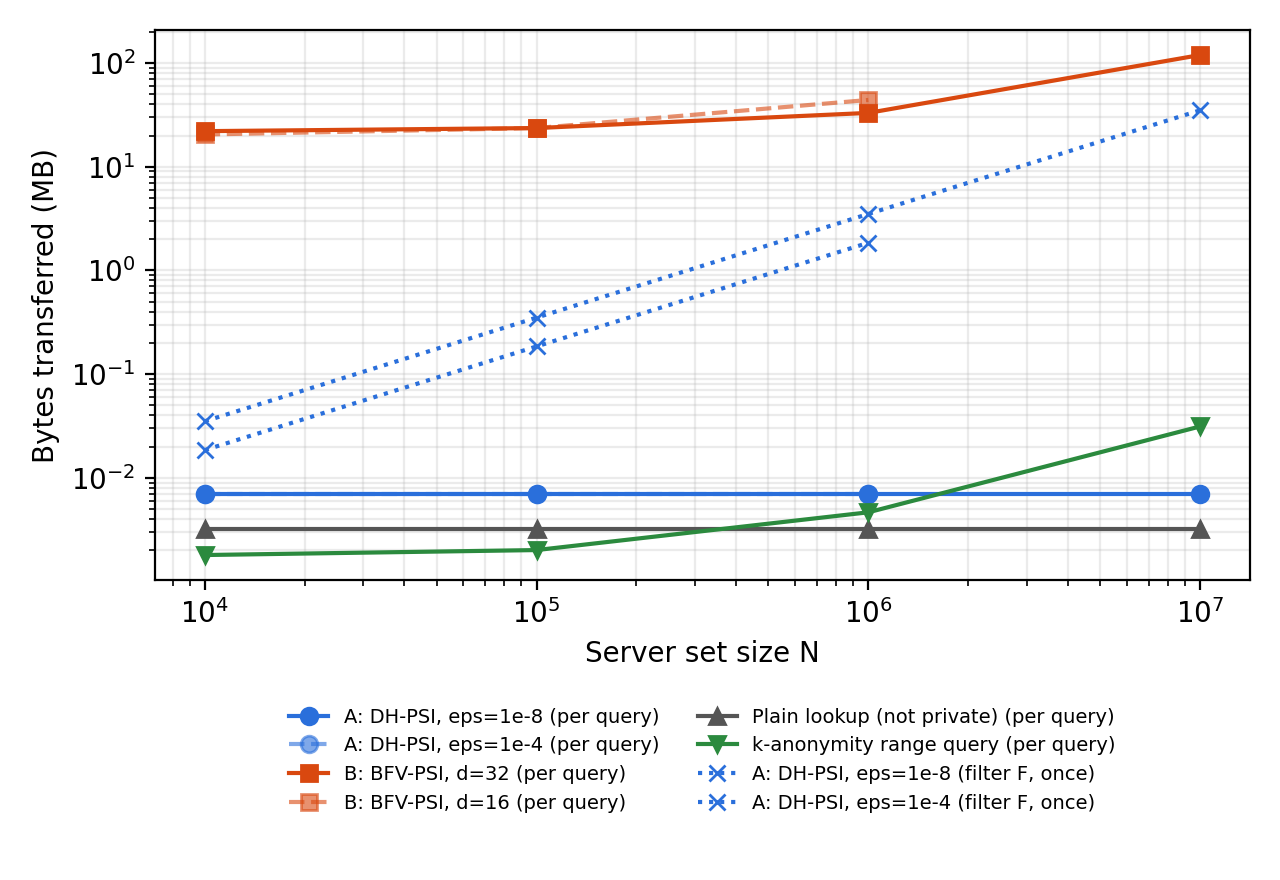 Bytes transferred (MB)
10²
10¹
10⁰
10⁻¹
10⁻²
10⁴ 10⁵ 10⁶ 10⁷
Server set size N
A: DH-PSI, eps=1e-8 (per query)
A: DH-PSI, eps=1e-4 (per query)
B: BFV-PSI, d=32 (per query)
B: BFV-PSI, d=16 (per query)
Plain lookup (not private) (per query)
k-anonymity range query (per query)
A: DH-PSI, eps=1e-8 (filter F, once)
A: DH-PSI, eps=1e-4 (filter F, once)